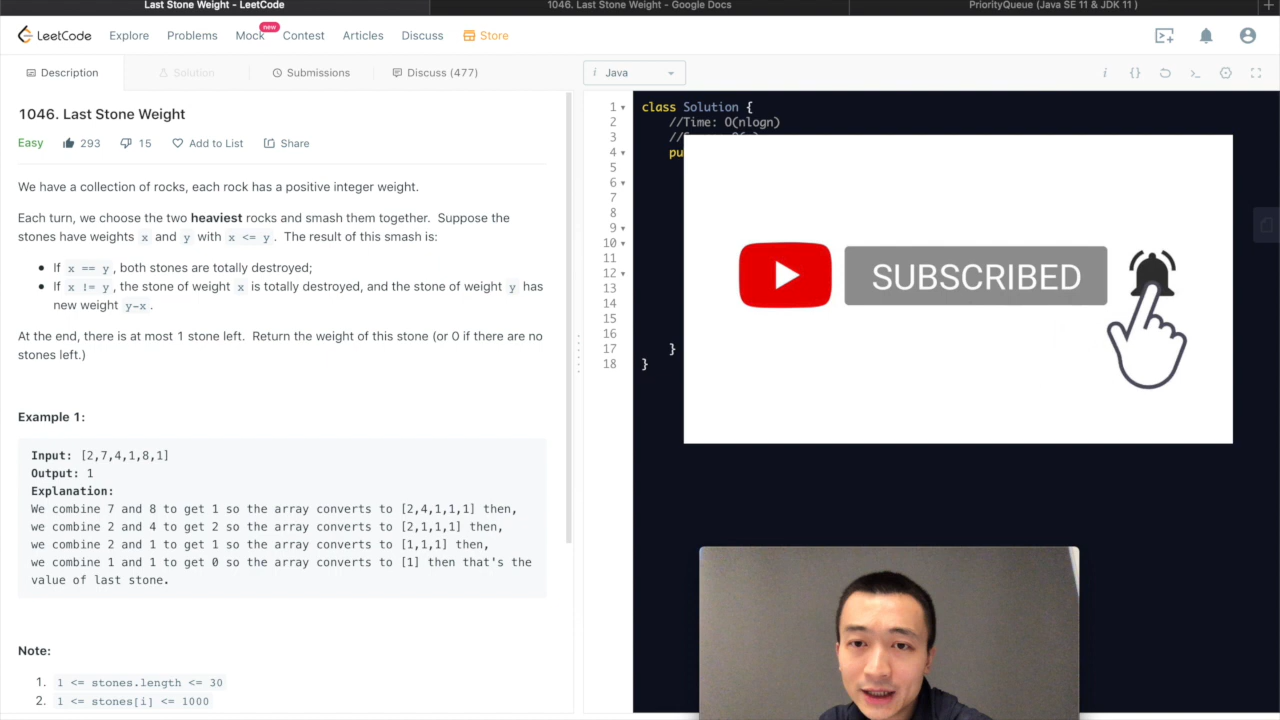 Last Stone Weight - LeetCode
1046. Last Stone Weight - Google Docs
PriorityQueue (Java SE 11 & JDK 11 )
LeetCode
Explore
Problems
Mock
new
Contest
Articles
Discuss
Store
Description
Solution
Submissions
Discuss (477)
i Java
1046. Last Stone Weight
Easy
293
15
Add to List
Share
We have a collection of rocks, each rock has a positive integer weight.
Each turn, we choose the two heaviest rocks and smash them together. Suppose the
stones have weights x and y with x <= y. The result of this smash is:
If x == y, both stones are totally destroyed;
If x != y, the stone of weight x is totally destroyed, and the stone of weight y has
new weight y-x.
At the end, there is at most 1 stone left. Return the weight of this stone (or 0 if there are no
stones left.)
Example 1:
Input: [2,7,4,1,8,1]
Output: 1
Explanation:
We combine 7 and 8 to get 1 so the array converts to [2,4,1,1,1] then,
we combine 2 and 4 to get 2 so the array converts to [2,1,1,1] then,
we combine 2 and 1 to get 1 so the array converts to [1,1,1] then,
we combine 1 and 1 to get 0 so the array converts to [1] then that's the
value of last stone.
Note:
1. 1 <= stones.length <= 30
2. 1 <= stones[i] <= 1000
1 class Solution {
2 //Time: O(nlogn)
3
4 pu
5
6
7
8
9
10
11
12
13
14
15
16
17 }
18 }
SUBSCRIBED